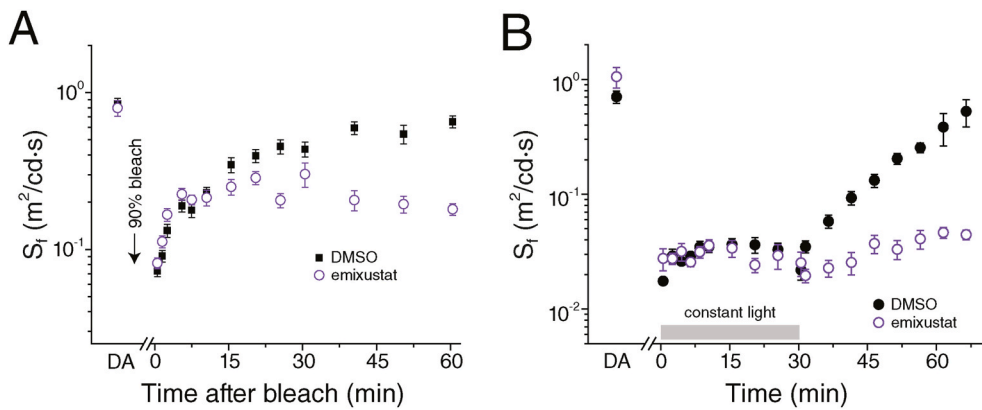 A
S_f (m²/cd·s)
10⁰
10⁻¹
90% bleach
DMSO
emixustat
DA 0 15 30 45 60
Time after bleach (min)
B
S_f (m²/cd·s)
10⁰
10⁻¹
10⁻²
constant light
DMSO
emixustat
DA 0 15 30 45 60
Time (min)